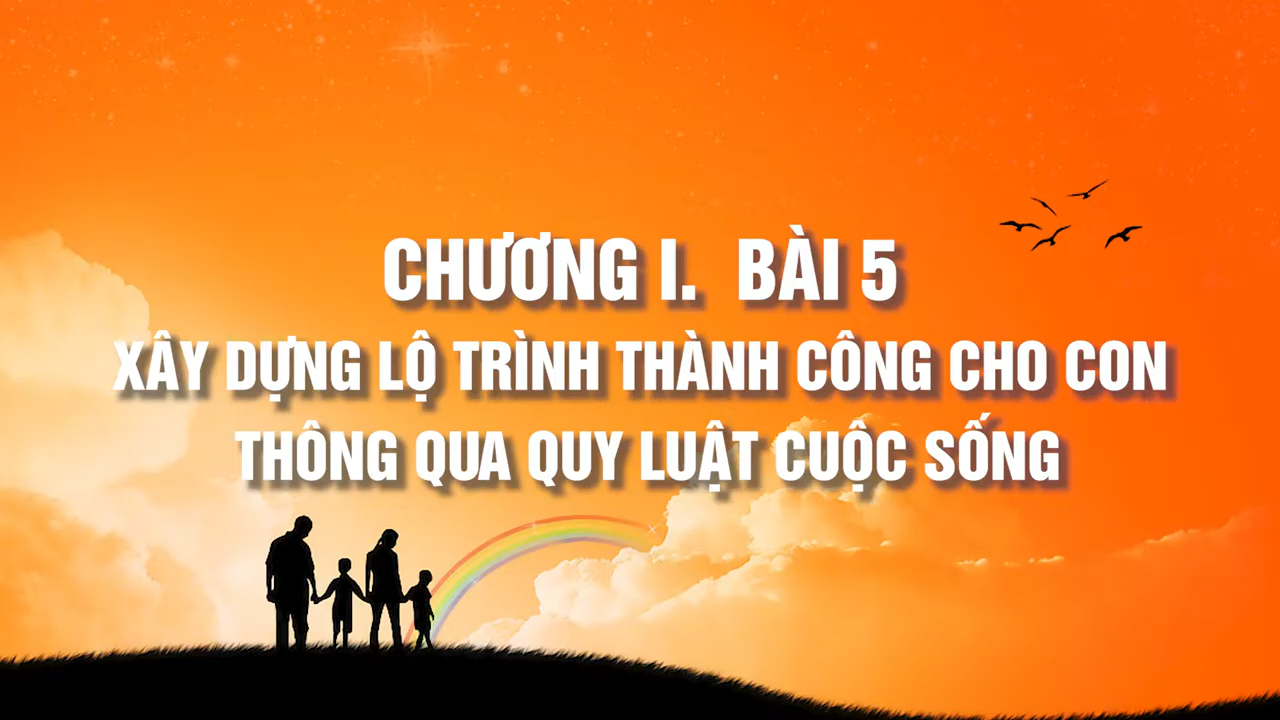 CHƯƠNG I. BÀI 5
XÂY DỰNG LỘ TRÌNH THÀNH CÔNG CHO CON
THÔNG QUA QUY LUẬT CUỘC SỐNG